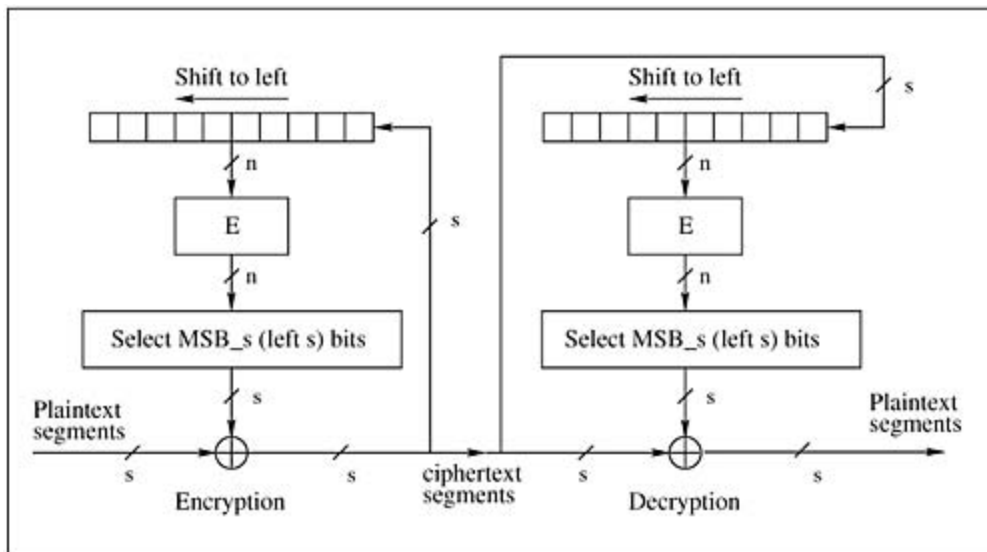 Shift to left
s
n
E
n
Select MSB_s (left s) bits
s
Plaintext
segments
s
s
Encryption
ciphertext
segments
Shift to left
s
n
E
n
Select MSB_s (left s) bits
s
s
Plaintext
segments
s
Decryption